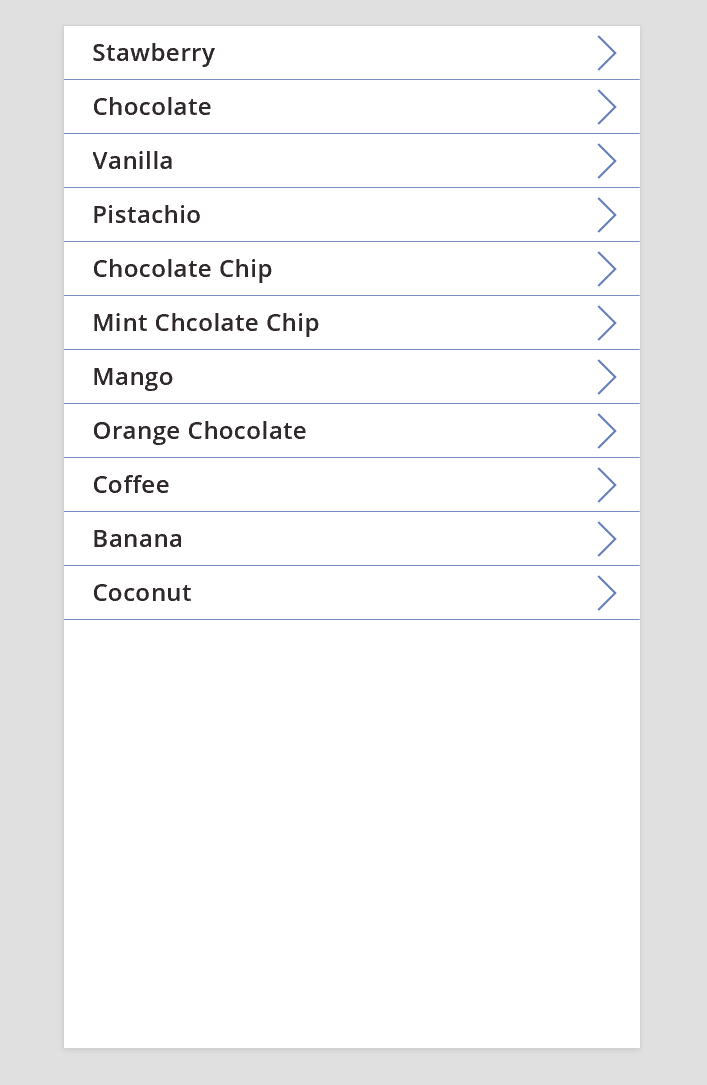 Stawberry
Chocolate
Vanilla
Pistachio
Chocolate Chip
Mint Chcolate Chip
Mango
Orange Chocolate
Coffee
Banana
Coconut